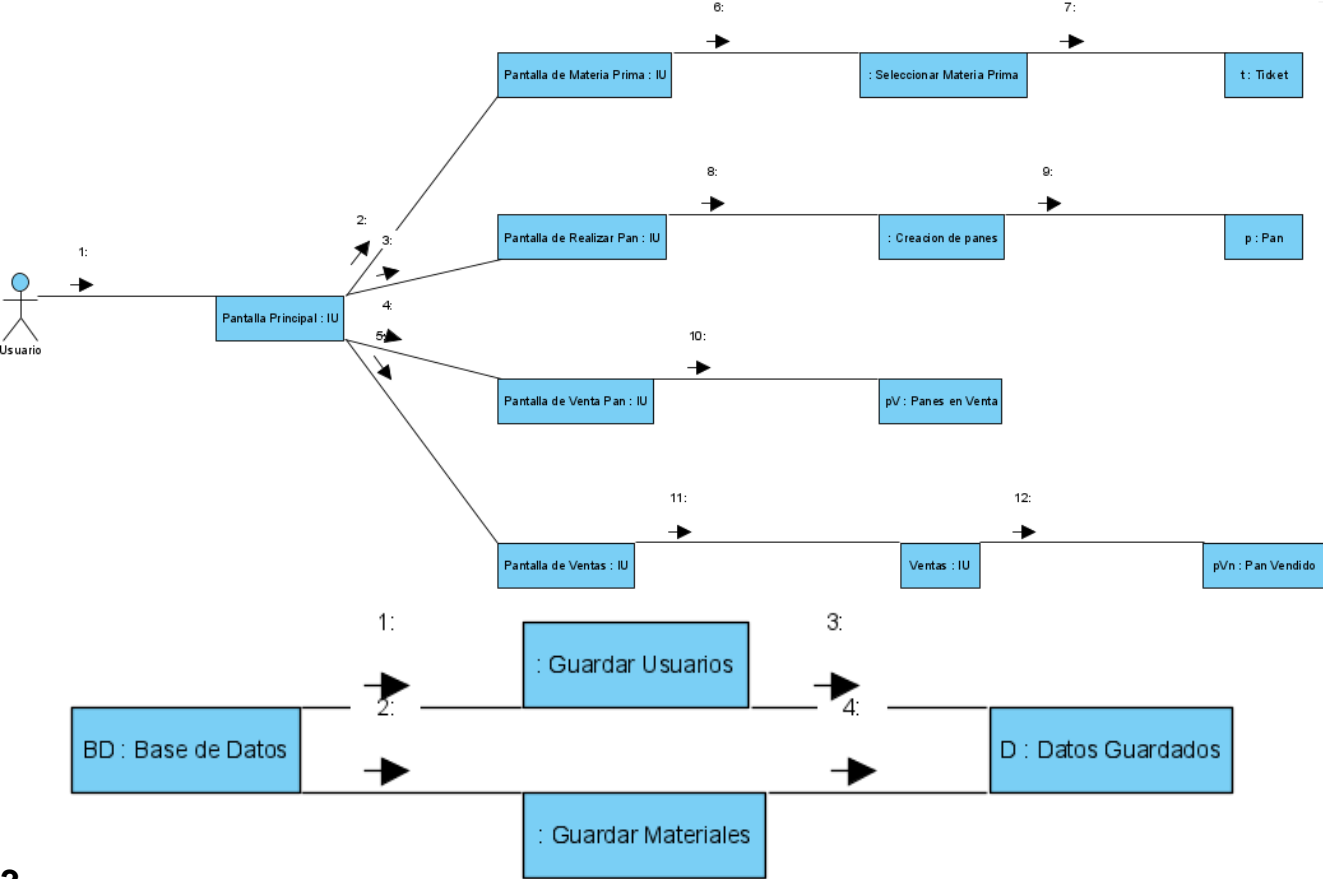 6:
7:
Pantalla de Materia Prima : IU
: Seleccionar Materia Prima
t : Ticket
8:
9:
2:
Pantalla de Realizar Pan : IU
: Creacion de panes
p : Pan
3:
1:
Usuario
Pantalla Principal : IU
4:
5:
10:
Pantalla de Venta Pan : IU
pV : Panes en Venta
11:
12:
Pantalla de Ventas : IU
Ventas : IU
pVn : Pan Vendido
1:
3:
: Guardar Usuarios
2:
4:
BD : Base de Datos
D : Datos Guardados
: Guardar Materiales